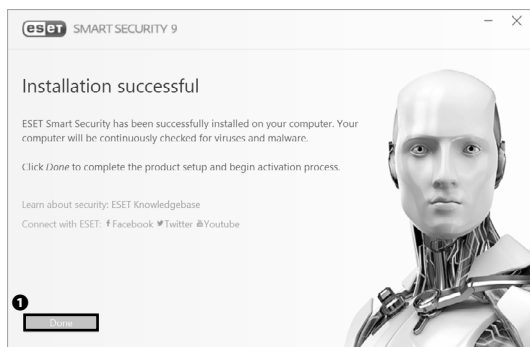 eset SMART SECURITY 9
Installation successful
ESET Smart Security has been successfully installed on your computer. Your
computer will be continuously checked for viruses and malware.
Click Done to complete the product setup and begin activation process.
Learn about security: ESET Knowledgebase
Connect with ESET: Facebook Twitter Youtube
1
Done